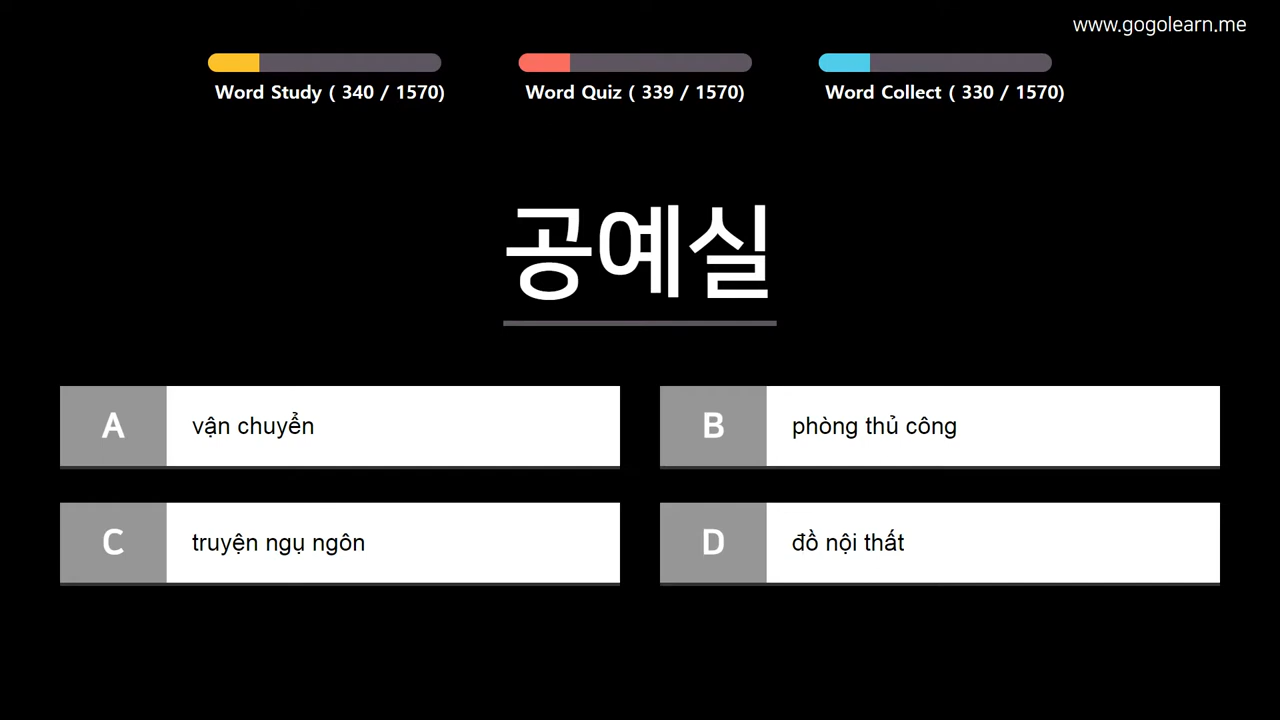 www.gogolearn.me
Word Study ( 340 / 1570)
Word Quiz ( 339 / 1570)
Word Collect ( 330 / 1570)
공예실
A vận chuyển
B phòng thủ công
C truyện ngụ ngôn
D đồ nội thất